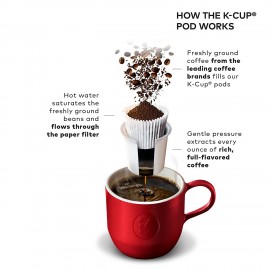 HOW THE K-CUP®
POD WORKS
Freshly ground
coffee from the
leading coffee
brands fills our
K-Cup® pods
Hot water
saturates the
freshly ground
beans and
flows through
the paper filter
Gentle pressure
extracts every
ounce of rich,
full-flavored
coffee